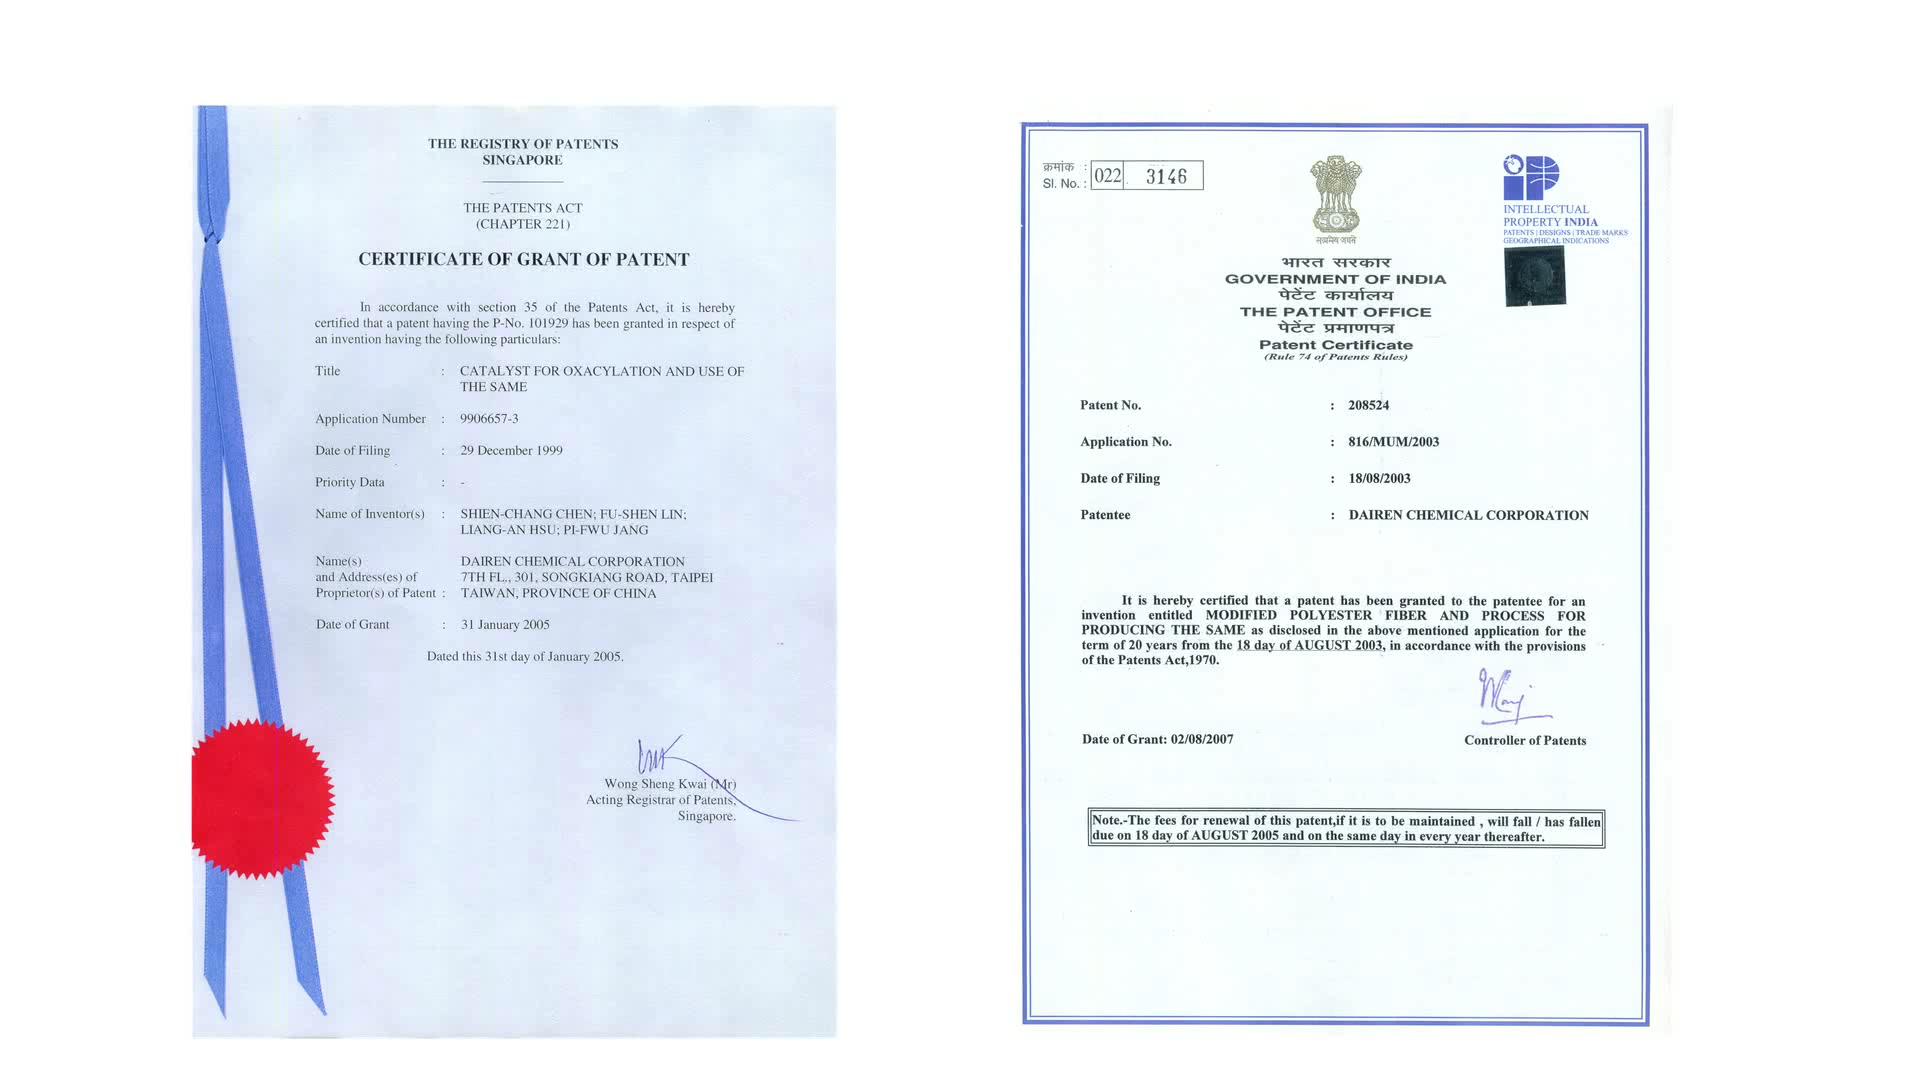 THE REGISTRY OF PATENTS
SINGAPORE
THE PATENTS ACT
(CHAPTER 221)
CERTIFICATE OF GRANT OF PATENT
In accordance with section 35 of the Patents Act, it is hereby
certified that a patent having the P-No. 101929 has been granted in respect of
an invention having the following particulars:
Title : CATALYST FOR OXACYLATION AND USE OF
THE SAME
Application Number : 9906657-3
Date of Filing : 29 December 1999
Priority Data : -
Name of Inventor(s) : SHIEN-CHANG CHEN; FU-SHEN LIN;
LIANG-AN HSU; PI-FWU JANG
Name(s) DAIREN CHEMICAL CORPORATION
and Address(es) of 7TH FL., 301, SONGKIANG ROAD, TAIPEI
Proprietor(s) of Patent : TAIWAN, PROVINCE OF CHINA
Date of Grant : 31 January 2005
Dated this 31st day of January 2005.
Wong Sheng Kwai (Mr)
Acting Registrar of Patents,
Singapore.
क्रमांक :
Sl. No. : 022 3146
सत्यमेव जयते
iP
INTELLECTUAL
PROPERTY INDIA
PATENTS | DESIGNS | TRADE MARKS
GEOGRAPHICAL INDICATIONS
भारत सरकार
GOVERNMENT OF INDIA
पेटेंट कार्यालय
THE PATENT OFFICE
पेटेंट प्रमाणपत्र
Patent Certificate
(Rule 74 of Patents Rules)
Patent No. : 208524
Application No. : 816/MUM/2003
Date of Filing : 18/08/2003
Patentee : DAIREN CHEMICAL CORPORATION
It is hereby certified that a patent has been granted to the patentee for an
invention entitled MODIFIED POLYESTER FIBER AND PROCESS FOR
PRODUCING THE SAME as disclosed in the above mentioned application for the
term of 20 years from the 18 day of AUGUST 2003, in accordance with the provisions
of the Patents Act,1970.
Date of Grant: 02/08/2007
Controller of Patents
Note.-The fees for renewal of this patent,if it is to be maintained , will fall / has fallen
due on 18 day of AUGUST 2005 and on the same day in every year thereafter.